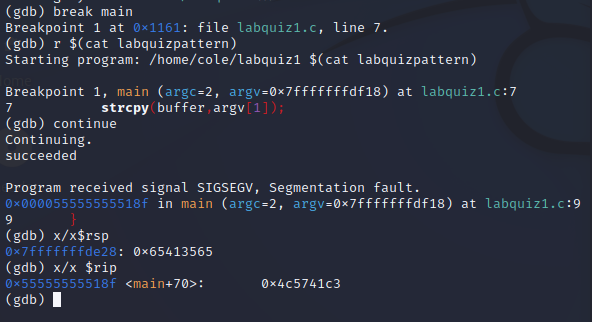 (gdb) break main
Breakpoint 1 at 0×1161: file labquiz1.c, line 7.
(gdb) r $(cat labquizpattern)
Starting program: /home/cole/labquiz1 $(cat labquizpattern)
Breakpoint 1, main (argc=2, argv=0×7fffffffdf18) at labquiz1.c:7
7 strcpy(buffer,argv[1]);
(gdb) continue
Continuing.
succeeded
Program received signal SIGSEGV, Segmentation fault.
0×000055555555518f in main (argc=2, argv=0×7fffffffdf18) at labquiz1.c:9
9 }
(gdb) x/x$rsp
0×7fffffffde28: 0×65413565
(gdb) x/x $rip
0×55555555518f <main+70>: 0×4c5741c3
(gdb)